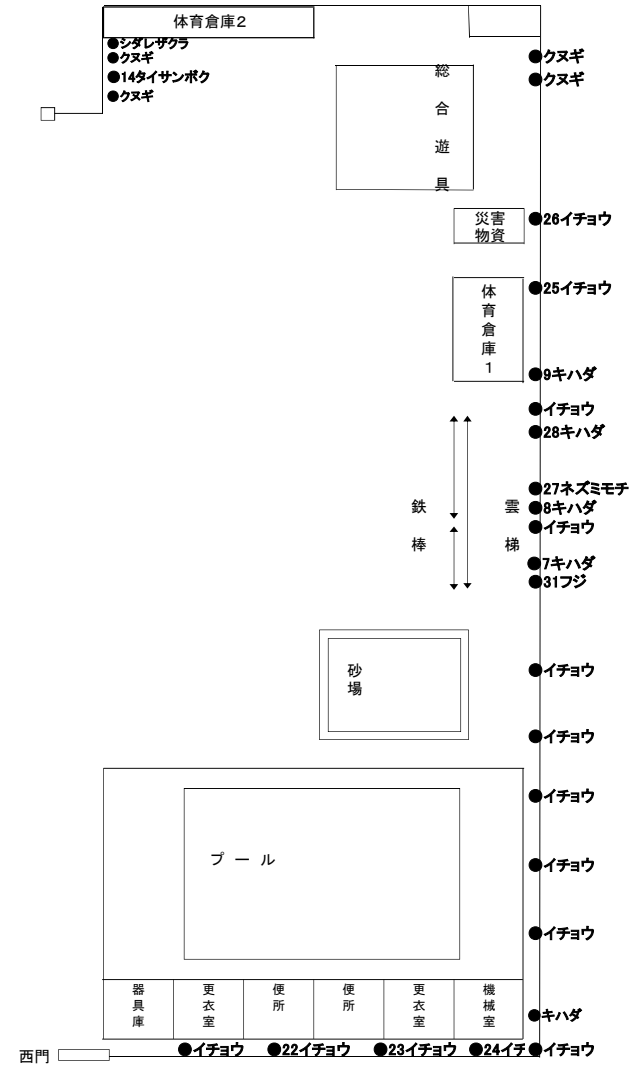 体育倉庫2
●シダレザクラ
●クヌギ
●14タイサンボク
●クヌギ
総合遊具
●クヌギ
●クヌギ
災害
物資
●26イチョウ
体育倉庫1
●25イチョウ
●9キハダ
●イチョウ
●28キハダ
●27ネズミモチ
鉄棒
雲梯
●8キハダ
●イチョウ
●7キハダ
●31フジ
砂場
●イチョウ
●イチョウ
●イチョウ
プール
●イチョウ
●イチョウ
器具庫
更衣室
便所
便所
更衣室
機械室
●キハダ
西門
●イチョウ
●22イチョウ
●23イチョウ
●24イチ
●イチョウ